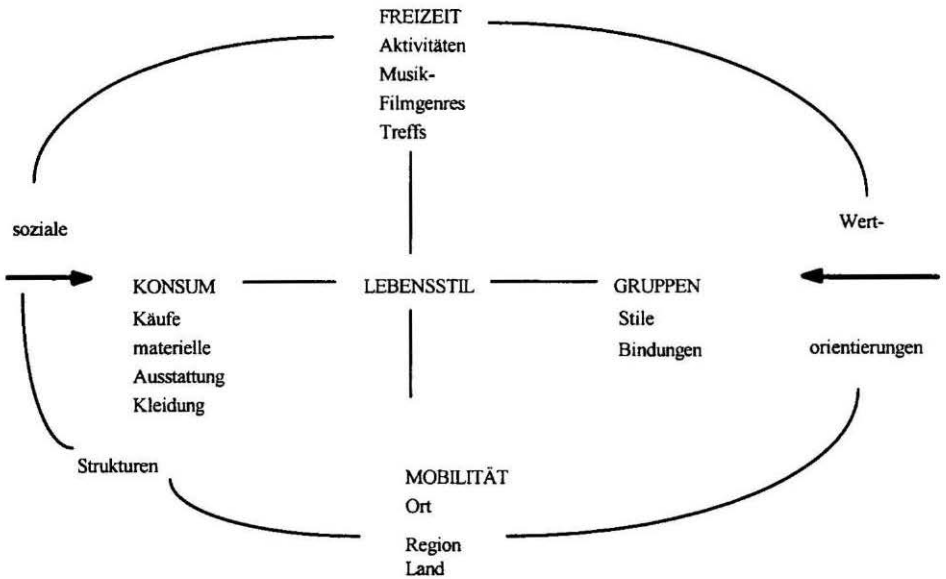 FREIZEIT
Aktivitäten
Musik-
Filmgenres
Treffs
soziale
Wert-
KONSUM
LEBENSSTIL
GRUPPEN
Käufe
Stile
materielle
Bindungen
orientierungen
Ausstattung
Kleidung
Strukturen
MOBILITÄT
Ort
Region
Land